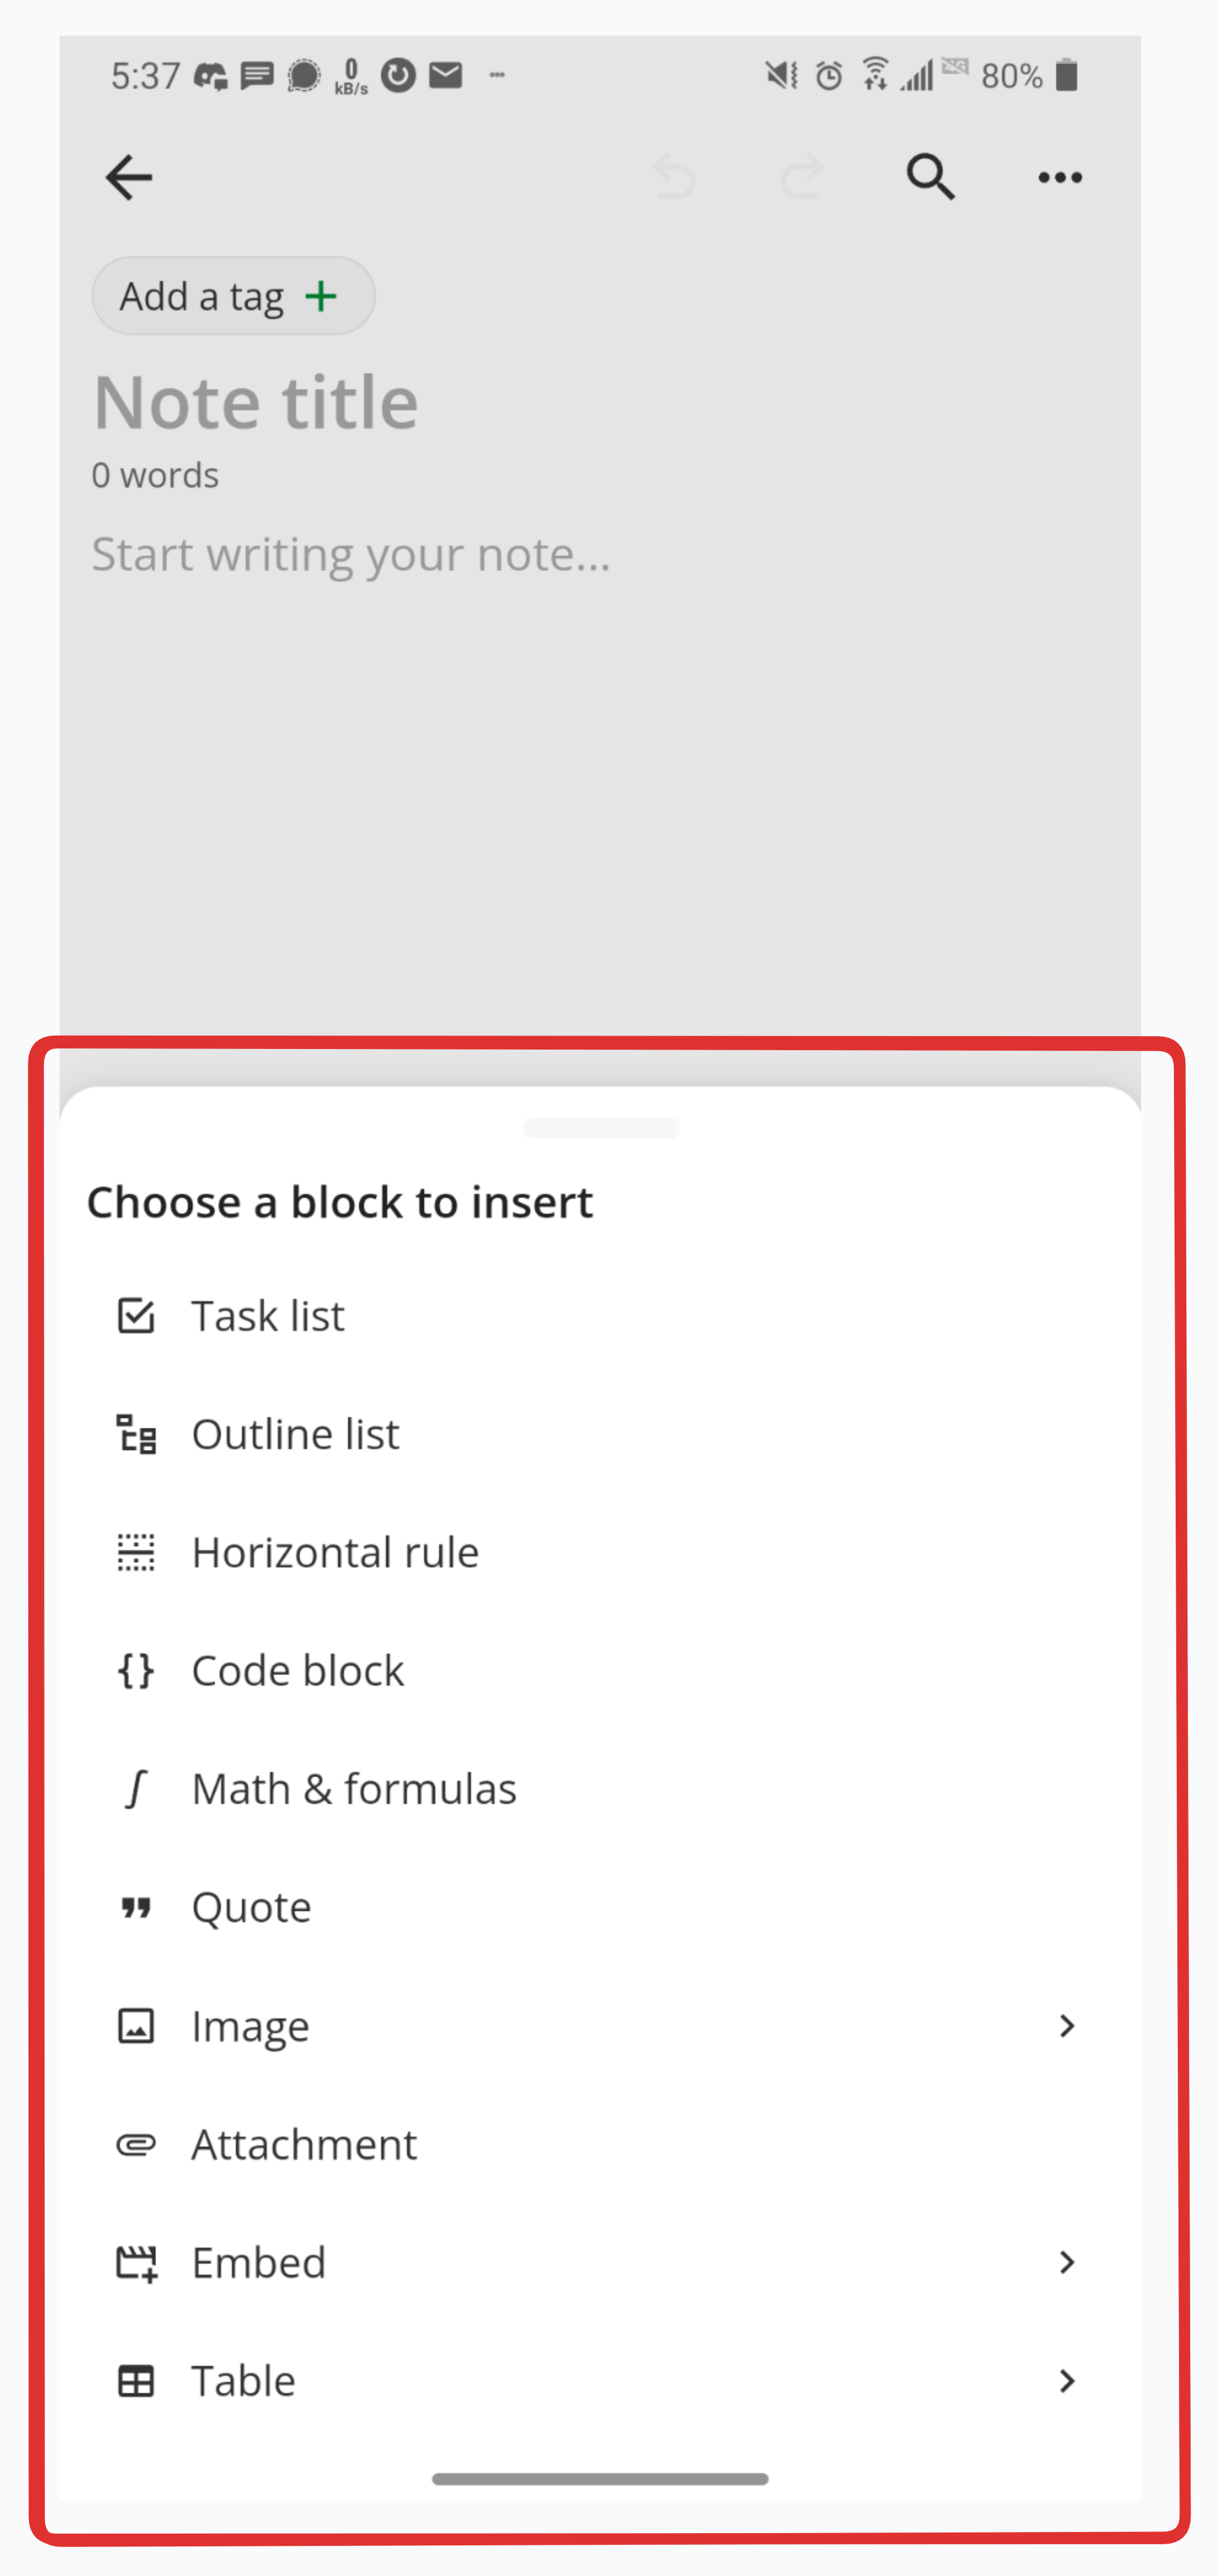 5:37 0 kB/s ... 80%
Add a tag +
Note title
0 words
Start writing your note...
Choose a block to insert
Task list
Outline list
Horizontal rule
Code block
Math & formulas
Quote
Image
Attachment
Embed
Table